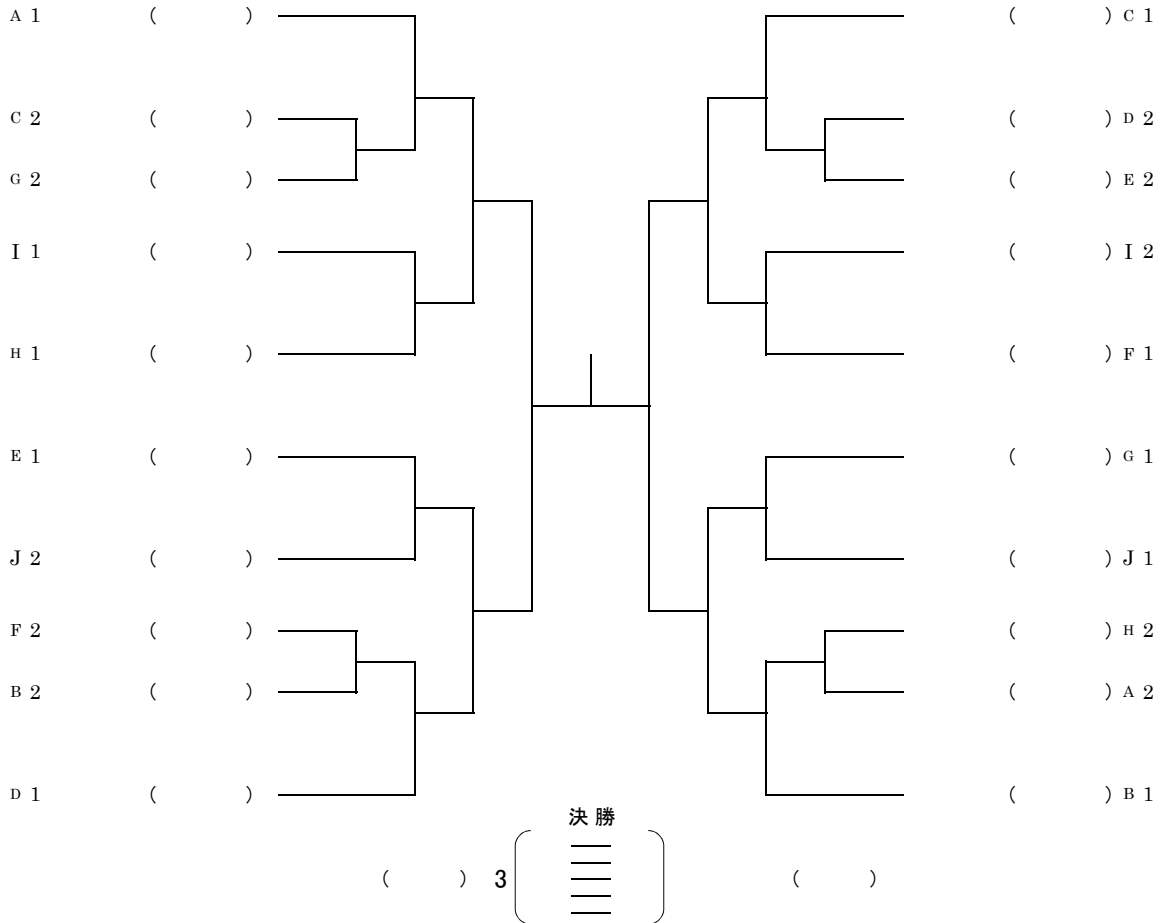 A 1 ( ) ( ) C 1
C 2 ( ) ( ) D 2
G 2 ( ) ( ) E 2
I 1 ( ) ( ) I 2
H 1 ( ) ( ) F 1
E 1 ( ) ( ) G 1
J 2 ( ) ( ) J 1
F 2 ( ) ( ) H 2
B 2 ( ) ( ) A 2
D 1 ( ) ( ) B 1
決 勝
( ) 3 ( )